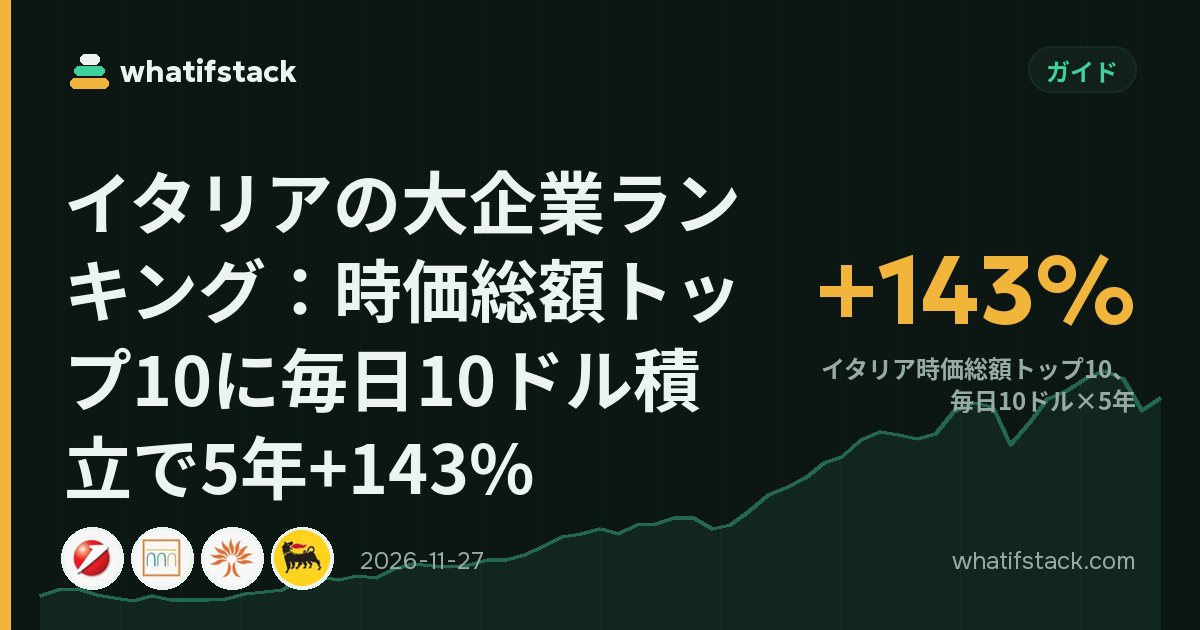 whatifstack
ガイド
イタリアの大企業ラン
キング：時価総額トッ
プ10に毎日10ドル積
立で5年+143%
+143%
イタリア時価総額トップ10、
毎日10ドル×5年
2026-11-27
whatifstack.com